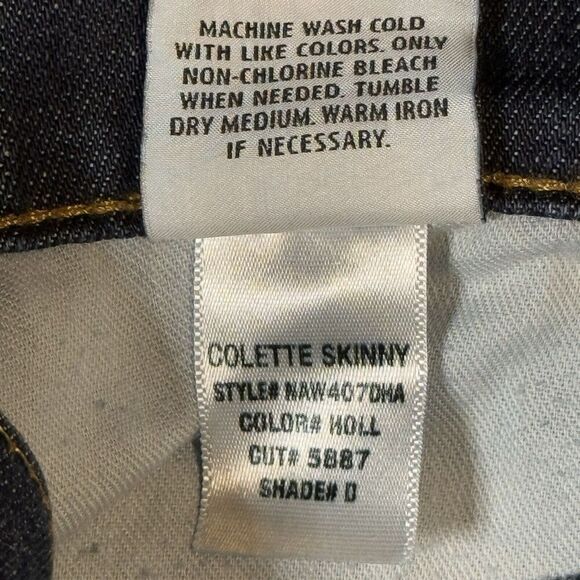 MACHINE WASH COLD
WITH LIKE COLORS. ONLY
NON-CHLORINE BLEACH
WHEN NEEDED. TUMBLE
DRY MEDIUM. WARM IRON
IF NECESSARY.
COLETTE SKINNY
STYLE# NAW407DHA
COLOR# HOLL
CUT# 5887
SHADE# D